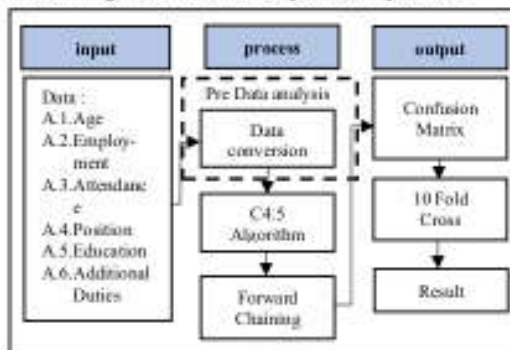 input
process
output
Data :
A.1.Age
A.2.Employ-
ment
A.3.Attendanc
e
A.4.Position
A.5.Education
A.6.Additional
Duties
Pre Data analysis
Data
conversion
C4.5
Algorithm
Forward
Chaining
Confusion
Matrix
10 Fold
Cross
Result